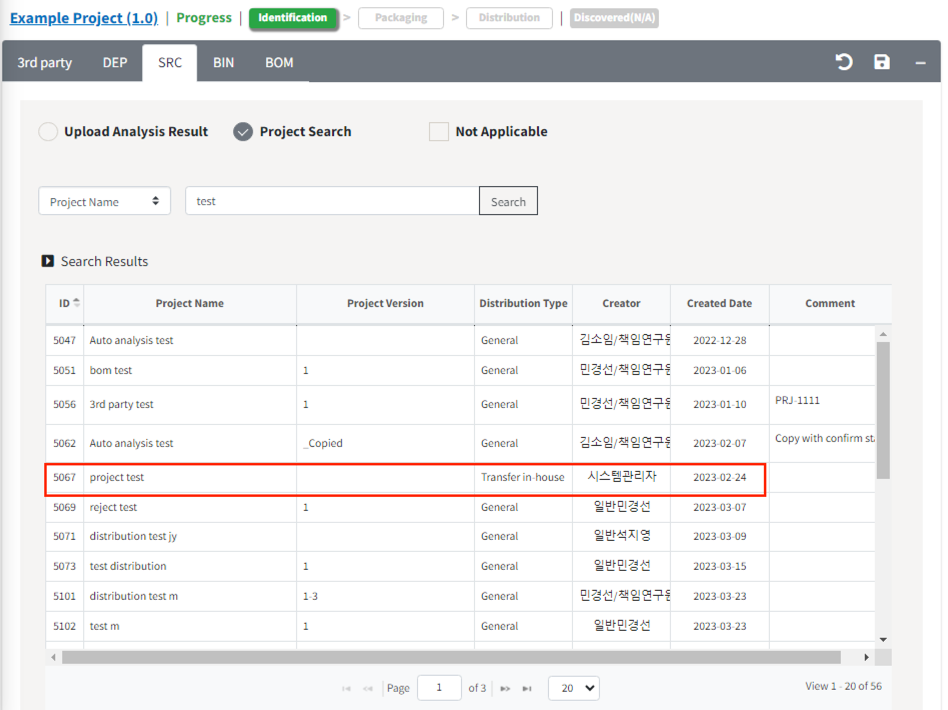 Example Project (1.0) | Progress | Identification > Packaging > Distribution | Discovered(N/A)
3rd party DEP SRC BIN BOM
Upload Analysis Result Project Search Not Applicable
Project Name test Search
Search Results
ID Project Name Project Version Distribution Type Creator Created Date Comment
5047 Auto analysis test General 김소임/책임연구원 2022-12-28
5051 bom test 1 General 민경선/책임연구원 2023-01-06
5056 3rd party test 1 General 민경선/책임연구원 2023-01-10 PRJ-1111
5062 Auto analysis test _Copied General 김소임/책임연구원 2023-02-07 Copy with confirm sta
5067 project test Transfer in-house 시스템관리자 2023-02-24
5069 reject test 1 General 일반민경선 2023-03-07
5071 distribution test jy General 일반석지영 2023-03-09
5073 test distribution 1 General 일반민경선 2023-03-15
5101 distribution test m 1-3 General 민경선/책임연구원 2023-03-23
5102 test m 1 General 일반민경선 2023-03-23
Page 1 of 3 20 View 1 - 20 of 56